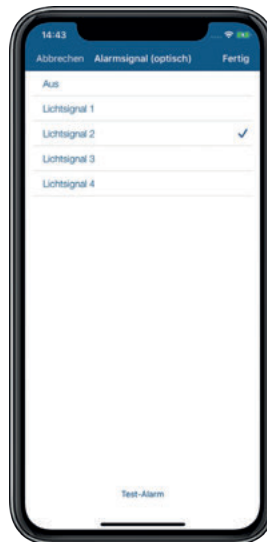 14:43
Abbrechen Alarmsignal (optisch) Fertig
Aus
Lichtsignal 1
Lichtsignal 2
Lichtsignal 3
Lichtsignal 4
Test-Alarm